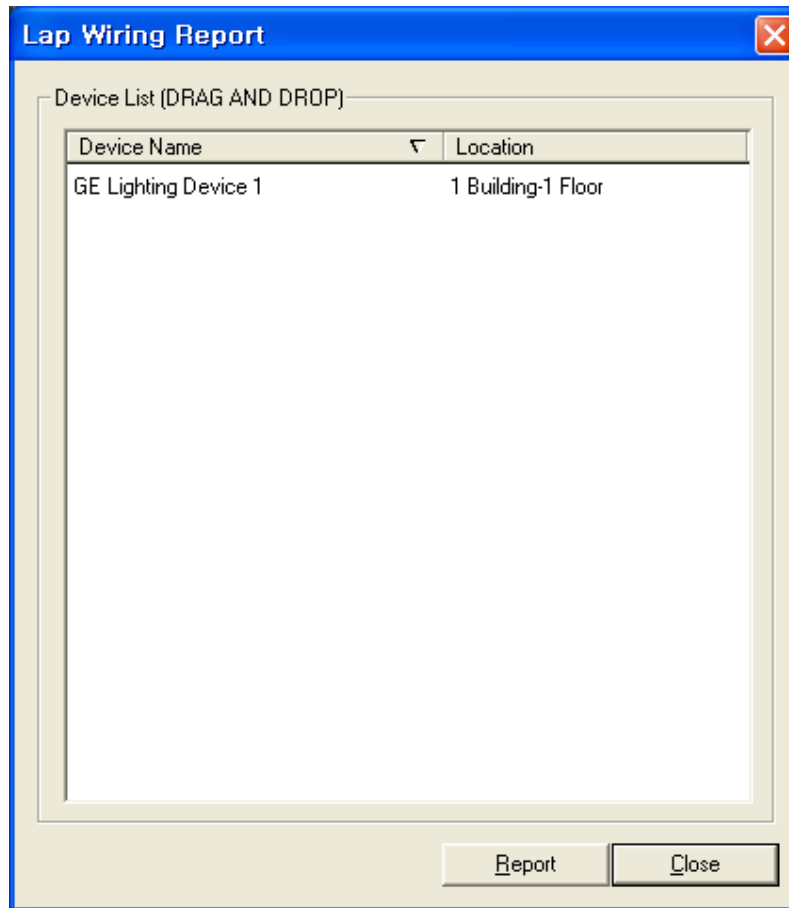 Lap Wiring Report
Device List (DRAG AND DROP)
Device Name Location
GE Lighting Device 1 1 Building-1 Floor
Report Close